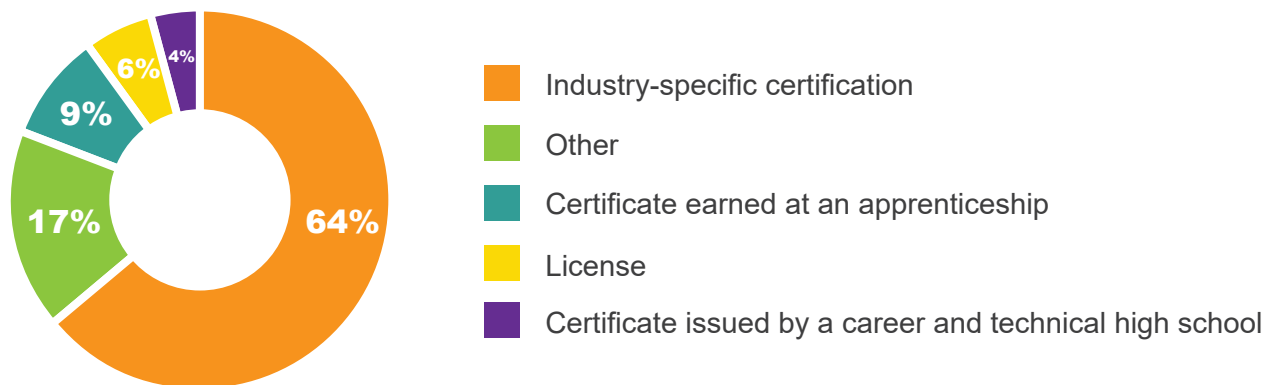 4%
6%
9%
17%
64%
Industry-specific certification
Other
Certificate earned at an apprenticeship
License
Certificate issued by a career and technical high school